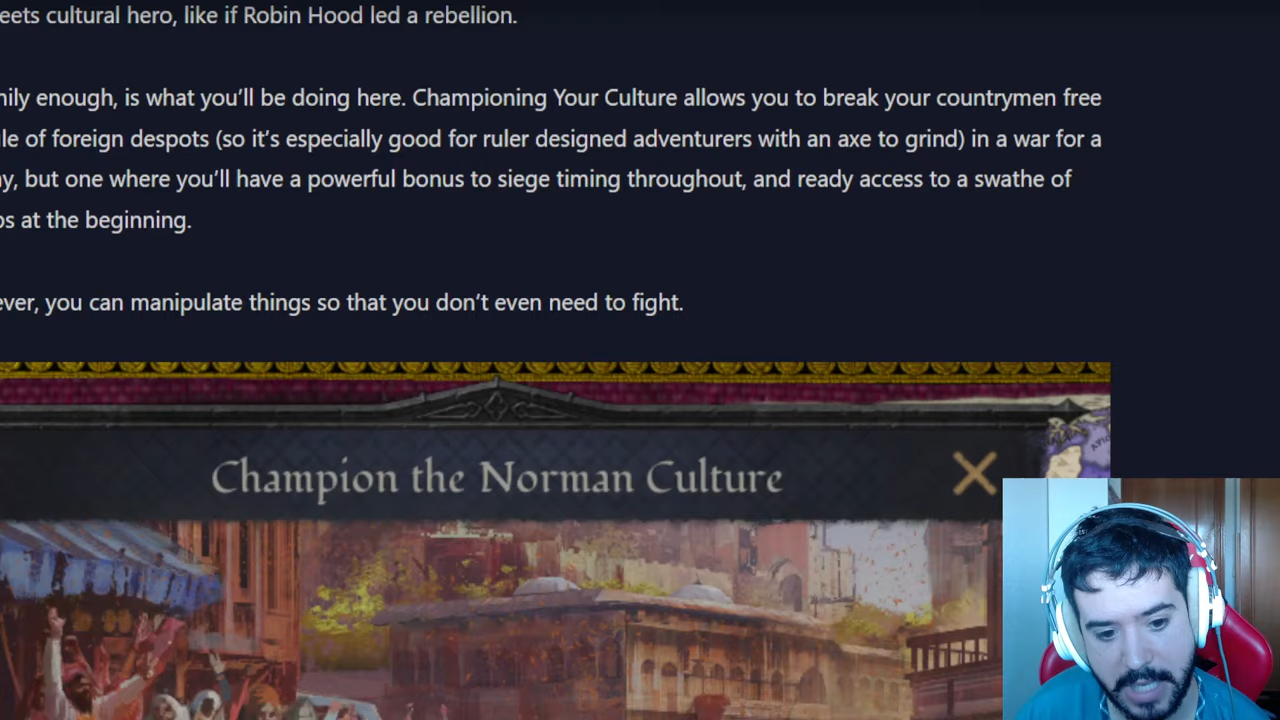 eets cultural hero, like if Robin Hood led a rebellion.
enough, is what you'll be doing here. Championing Your Culture allows you to break your countrymen free
of foreign despots (so it's especially good for ruler designed adventurers with an axe to grind) in a war for a
but one where you'll have a powerful bonus to siege timing throughout, and ready access to a swathe of
at the beginning.
you can manipulate things so that you don't even need to fight.
Champion the Norman Culture